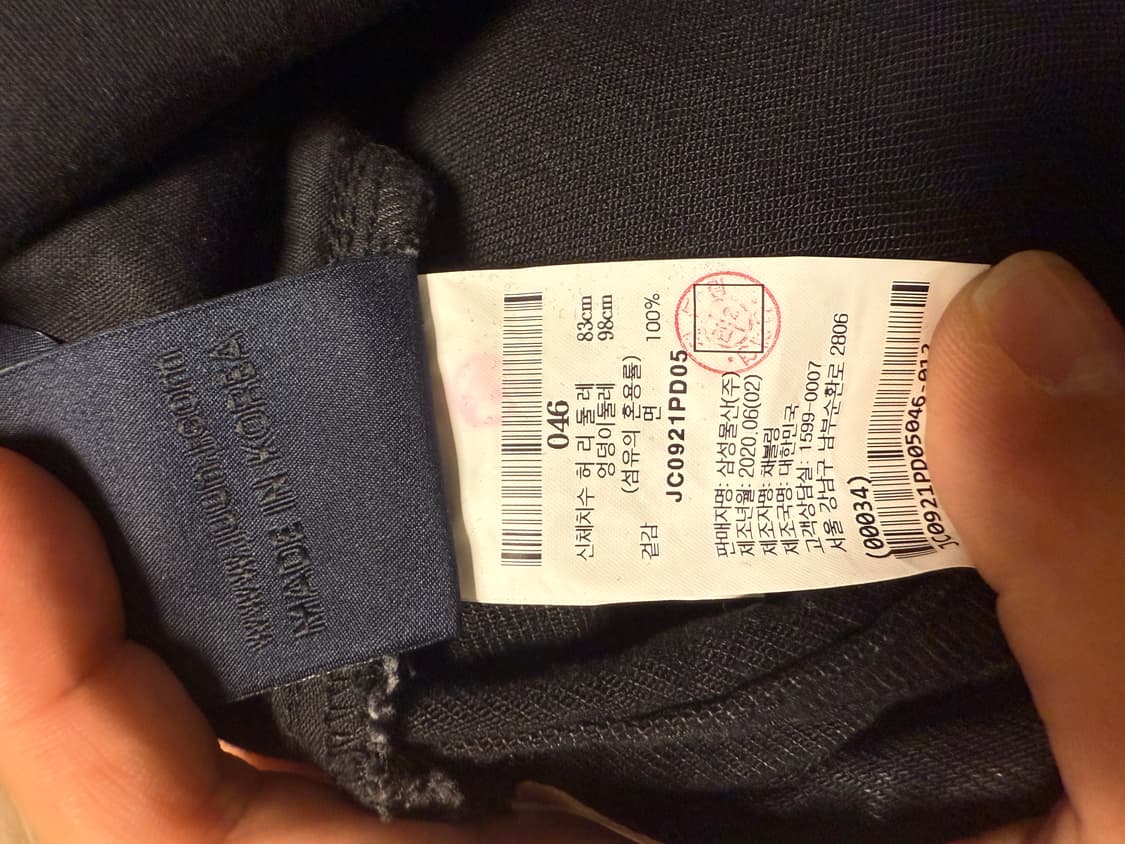 WWW.JUUNJ.COM
MADE IN KOREA
046
신체치수 허 리 둘 레 83cm
엉덩이둘레 98cm
(섬유의 혼용률)
겉감 면 100%
JC0921PD05
판매자명: 삼성물산(주)
제조년월: 2020.06(02)
제조자명:
제조국명: 대한민국
고객상담실: 1599-0007
서울 강남구 남부순환로 2806
(00034)
JC0921PD05046-012